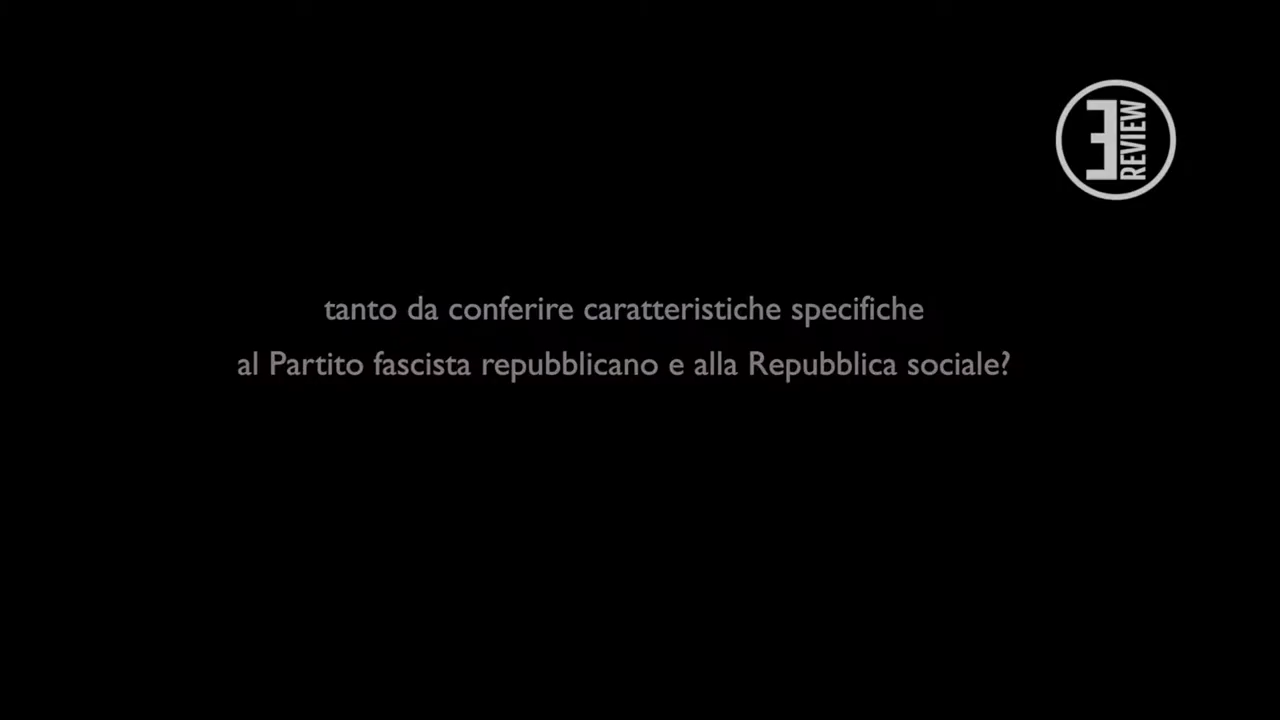 E REVIEW
tanto da conferire caratteristiche specifiche
al Partito fascista repubblicano e alla Repubblica sociale?